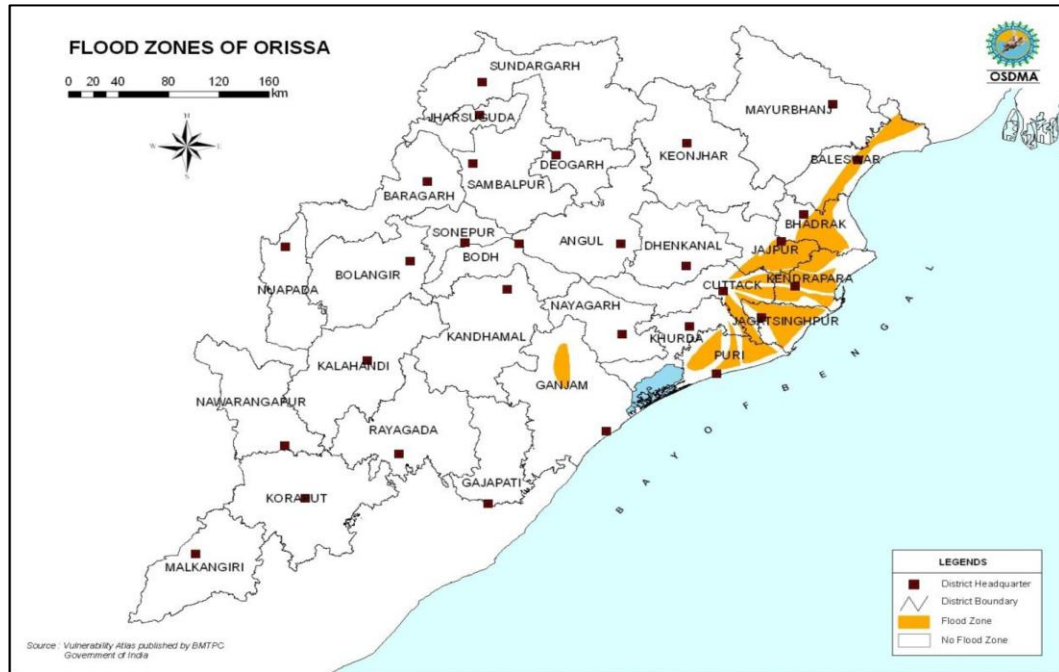 FLOOD ZONES OF ORISSA
0 20 40 80 120 160
km
N
W E
S
OSDMA
SUNDARGARH
JHARSUGUDA
MAYURBHANJ
DEOGARH
KEONJHAR
BALESWAR
SAMBALPUR
BARAGARH
BHADRAK
SONEPUR
ANGUL
DHENKANAL
JAJPUR
BODH
BOLANGIR
KENDRAPARA
CUTTACK
NUAPADA
NAYAGARH
JAGATSINGHPUR
KHURDA
KANDHAMAL
PURI
KALAHANDI
GANJAM
NAWARANGAPUR
RAYAGADA
GAJAPATI
KORAPUT
MALKANGIRI
BAY OF BENGAL
LEGENDS
District Headquarter
District Boundary
Flood Zone
No Flood Zone
Source : Vulnerability Atlas published by BMTPC
Government of India